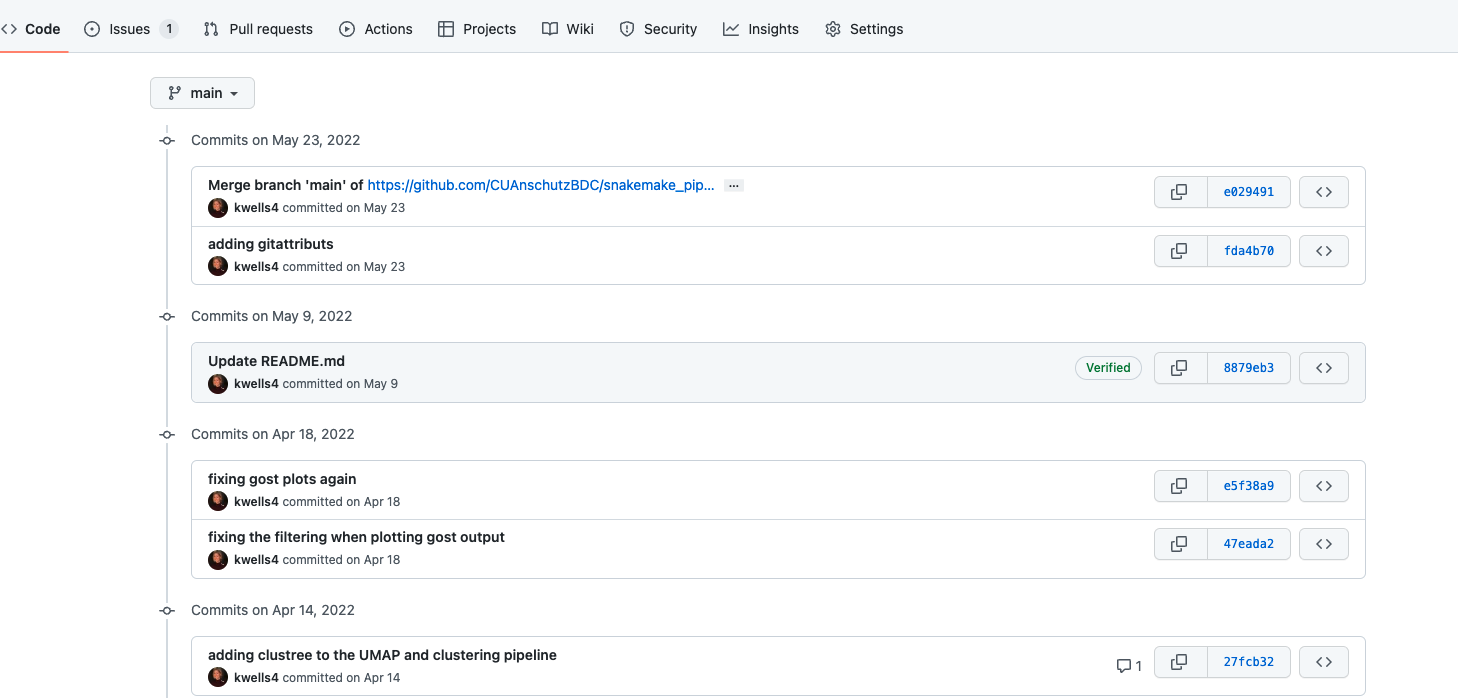 Code Issues 1 Pull requests Actions Projects Wiki Security Insights Settings
main
Commits on May 23, 2022
Merge branch 'main' of https://github.com/CUAnschutzBDC/snakemake_pip... ...
e029491
kwells4 committed on May 23
adding gitattributs
fda4b70
kwells4 committed on May 23
Commits on May 9, 2022
Update README.md
Verified 8879eb3
kwells4 committed on May 9
Commits on Apr 18, 2022
fixing gost plots again
e5f38a9
kwells4 committed on Apr 18
fixing the filtering when plotting gost output
47eada2
kwells4 committed on Apr 18
Commits on Apr 14, 2022
adding clustree to the UMAP and clustering pipeline
1 27fcb32
kwells4 committed on Apr 14